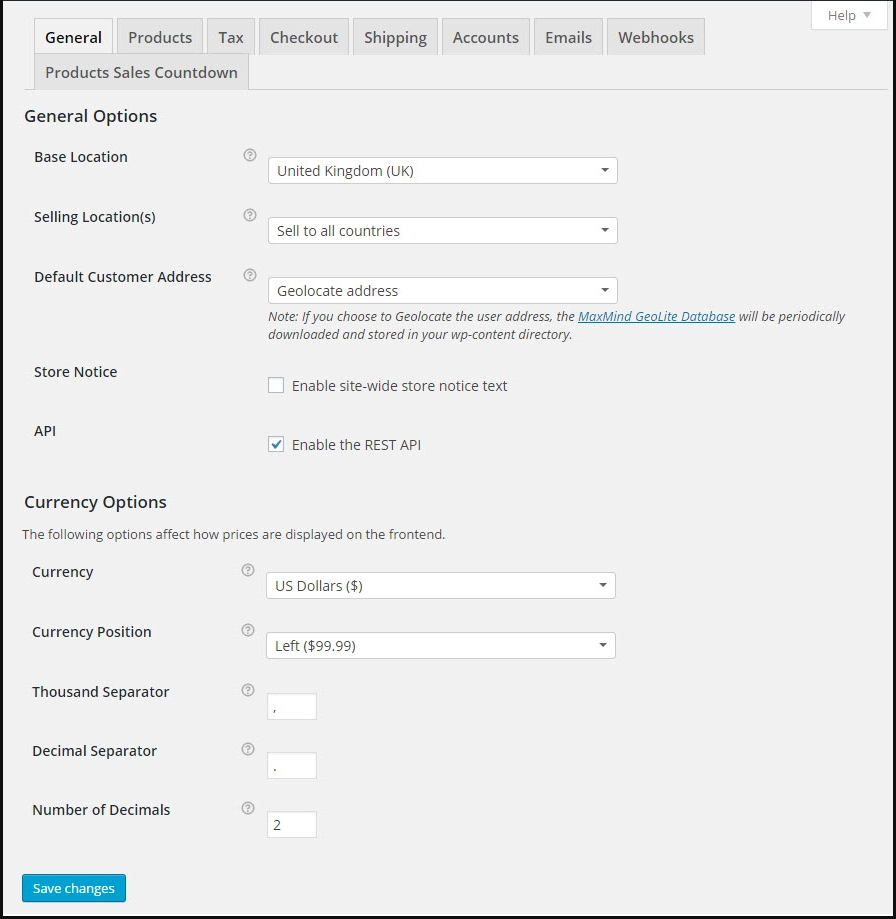 Help
General Products Tax Checkout Shipping Accounts Emails Webhooks
Products Sales Countdown
General Options
Base Location
United Kingdom (UK)
Selling Location(s)
Sell to all countries
Default Customer Address
Geolocate address
Note: If you choose to Geolocate the user address, the MaxMind GeoLite Database will be periodically
downloaded and stored in your wp-content directory.
Store Notice
Enable site-wide store notice text
API
Enable the REST API
Currency Options
The following options affect how prices are displayed on the frontend.
Currency
US Dollars ($)
Currency Position
Left ($99.99)
Thousand Separator
,
Decimal Separator
.
Number of Decimals
2
Save changes